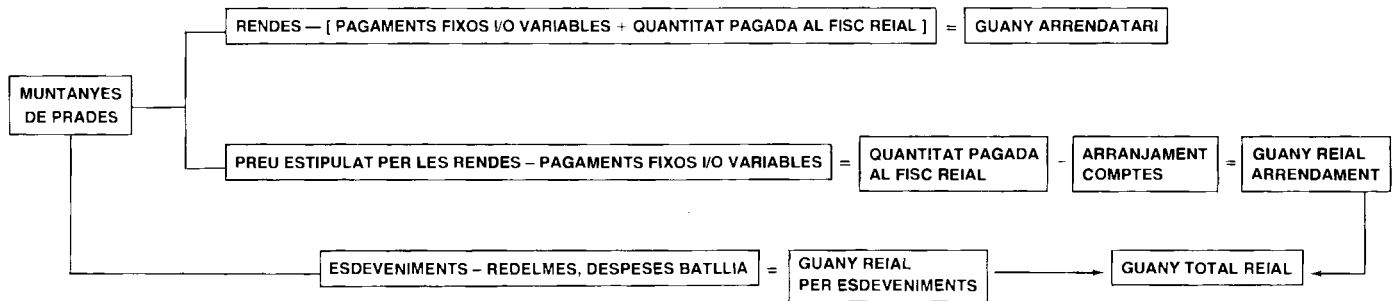 RENDES — [ PAGAMENTS FIXOS I/O VARIABLES + QUANTITAT PAGADA AL FISC REIAL ] = GUANY ARRENDATARI
MUNTANYES
DE PRADES
PREU ESTIPULAT PER LES RENDES – PAGAMENTS FIXOS I/O VARIABLES = QUANTITAT PAGADA
AL FISC REIAL – ARRANJAMENT
COMPTES = GUANY REIAL
ARRENDAMENT
ESDEVENIMENTS – REDELMES, DESPESES BATLLIA = GUANY REIAL
PER ESDEVENIMENTS
GUANY TOTAL REIAL